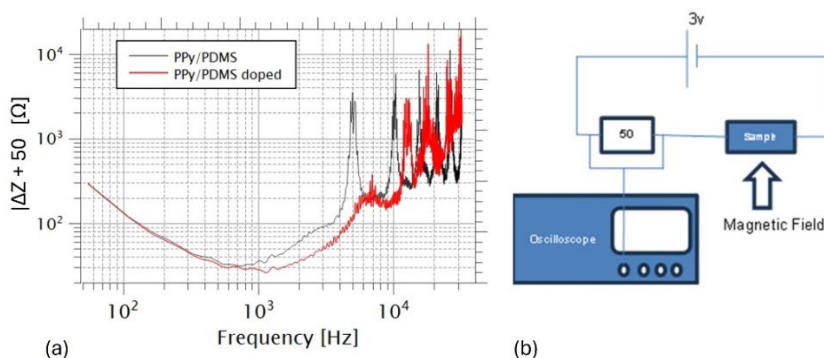 10⁴
10³
10²
|ΔZ + 50 [Ω]
PPy/PDMS
PPy/PDMS doped
10²
10³
10⁴
Frequency [Hz]
(a)
3v
50
Sample
Magnetic Field
Oscilloscope
(b)